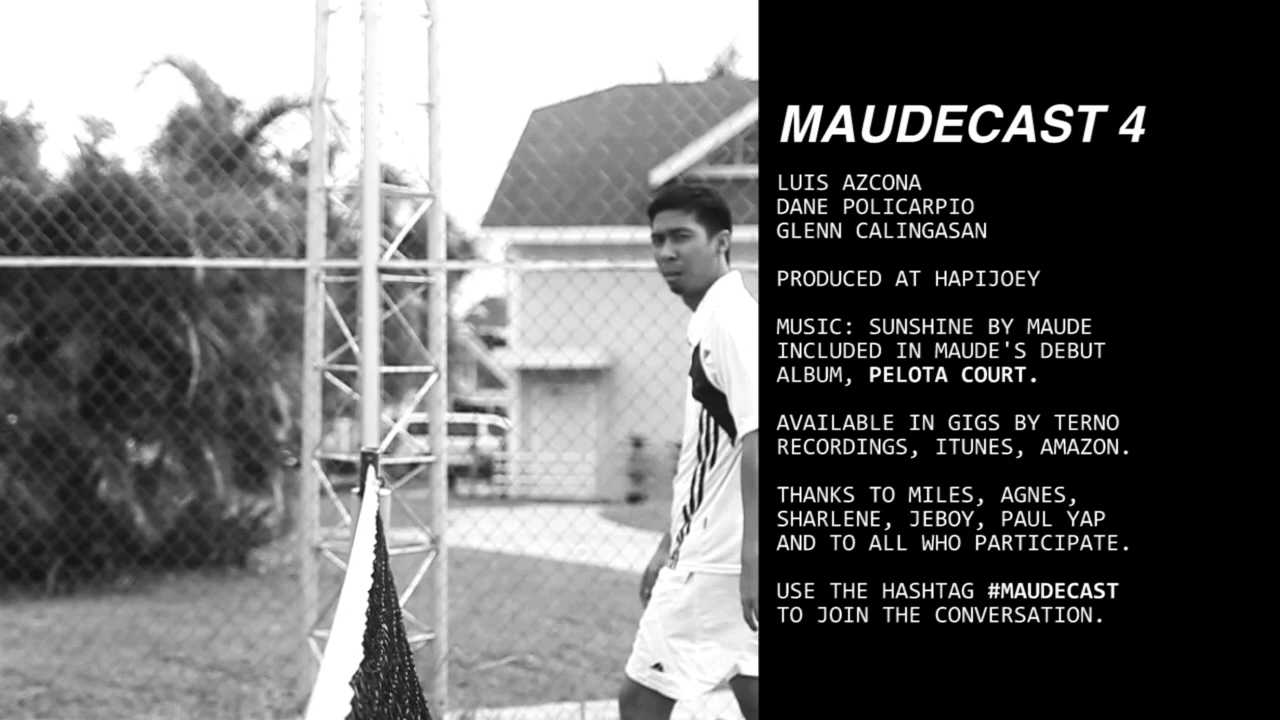 MAUDECAST 4
LUIS AZCONA
DANE POLICARPIO
GLENN CALINGASAN
PRODUCED AT HAPIJOEY
MUSIC: SUNSHINE BY MAUDE
INCLUDED IN MAUDE'S DEBUT
ALBUM, PELOTA COURT.
AVAILABLE IN GIGS BY TERNO
RECORDINGS, ITUNES, AMAZON.
THANKS TO MILES, AGNES,
SHARLENE, JEBOY, PAUL YAP
AND TO ALL WHO PARTICIPATE.
USE THE HASHTAG #MAUDECAST
TO JOIN THE CONVERSATION.